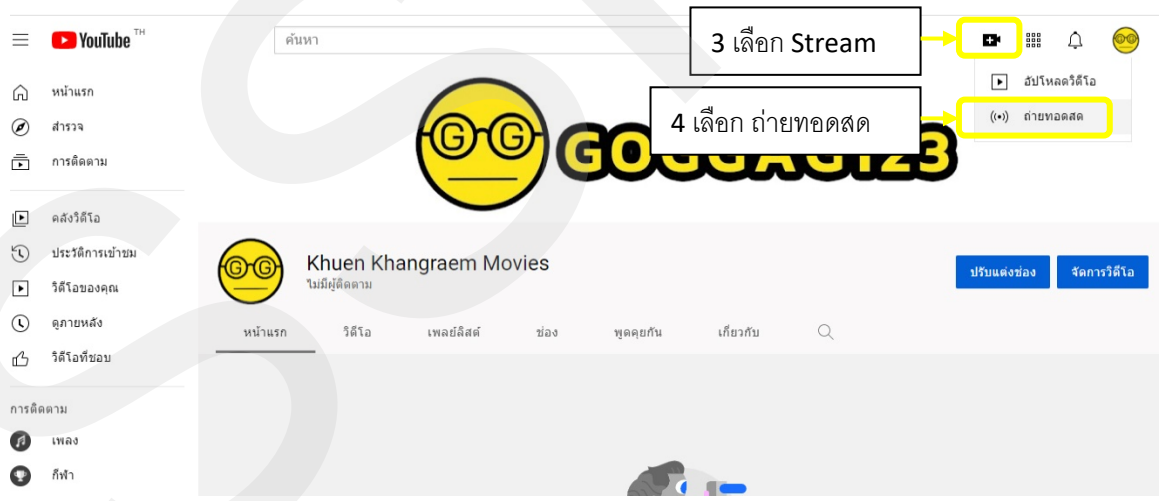 YouTube TH
ค้นหา
3 เลือก Stream
อัปโหลดวิดีโอ
4 เลือก ถ่ายทอดสด
ถ่ายทอดสด
หน้าแรก
สำรวจ
การติดตาม
คลังวิดีโอ
ประวัติการเข้าชม
วิดีโอของคุณ
ดูภายหลัง
วิดีโอที่ชอบ
การติดตาม
เพลง
กีฬา
G G
Khuen Khangraem Movies
ไม่มีผู้ติดตาม
ปรับแต่งช่อง จัดการวิดีโอ
หน้าแรก วิดีโอ เพลย์ลิสต์ ช่อง พูดคุยกัน เกี่ยวกับ